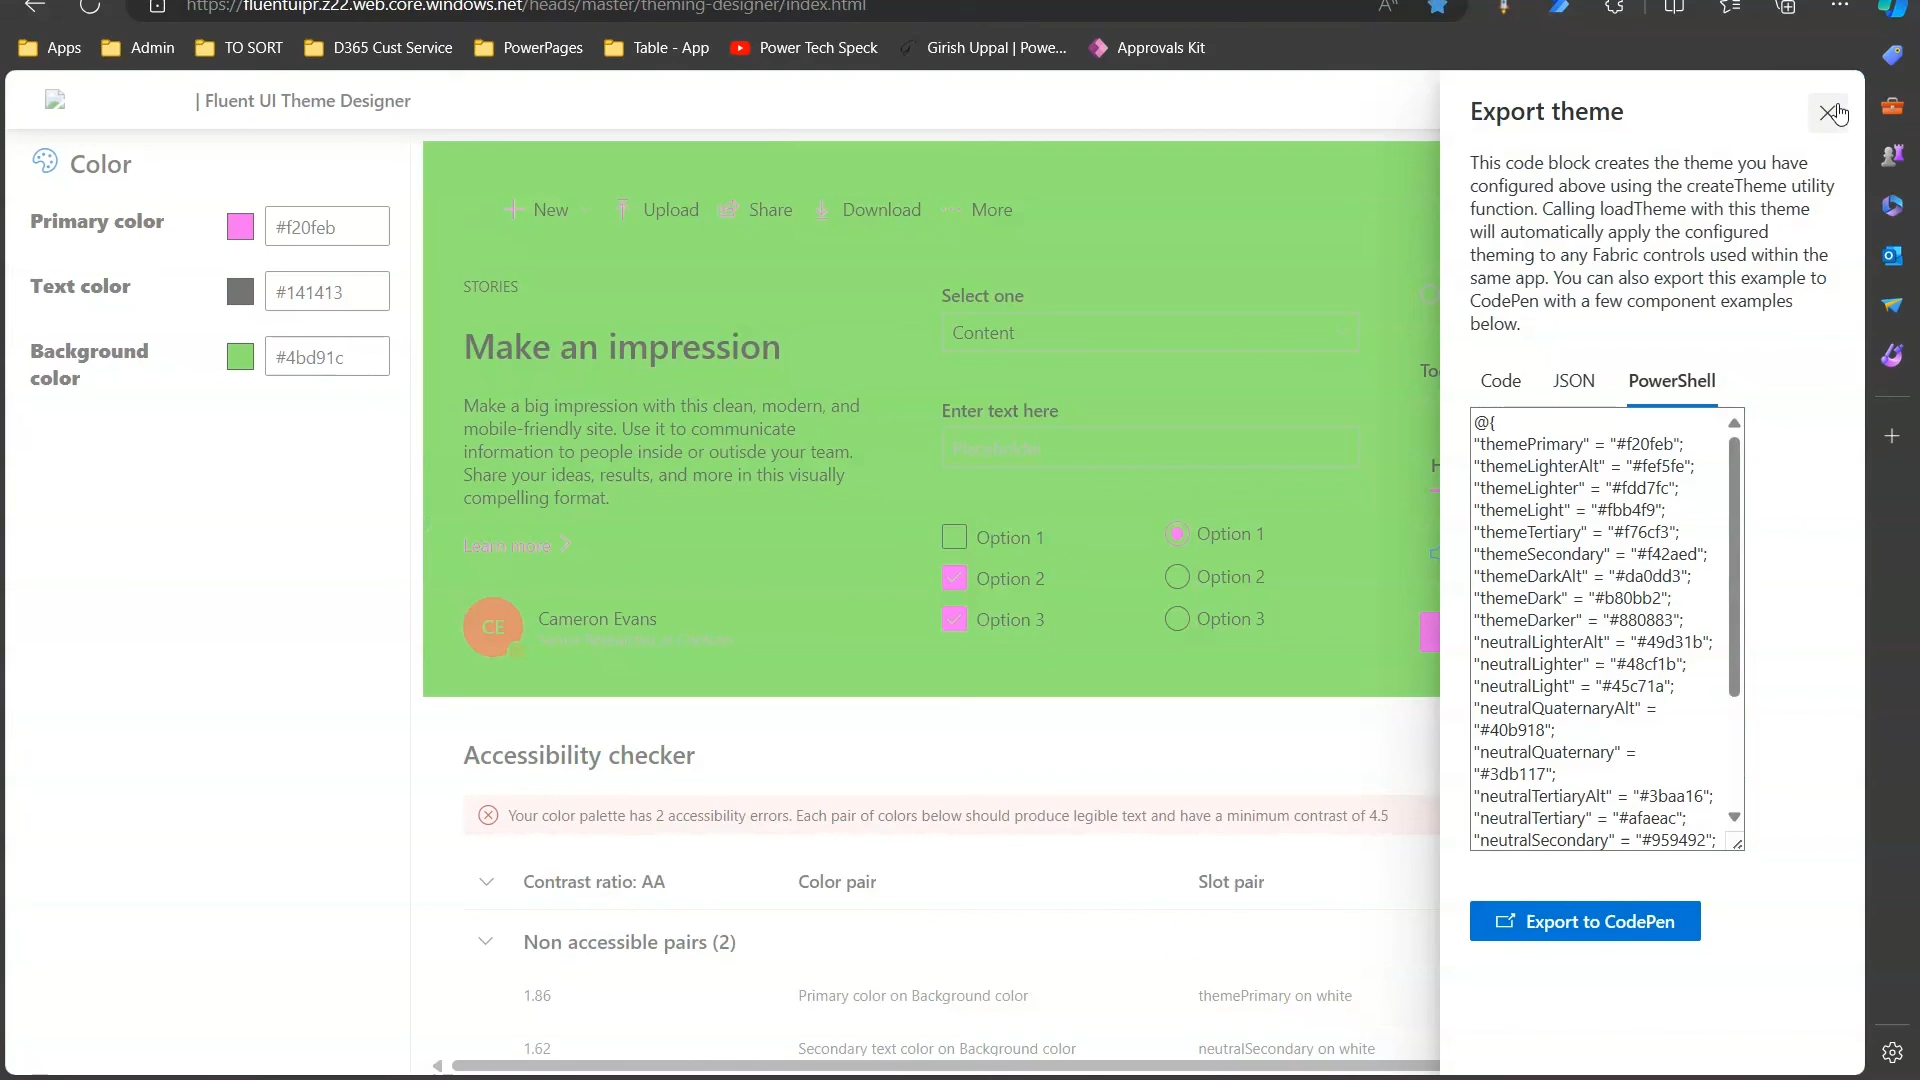 https://fluentuipr.z22.web.core.windows.net/heads/master/theming-designer/index.html
Apps
Admin
TO SORT
D365 Cust Service
PowerPages
Table - App
Power Tech Speck
Girish Uppal | Powe...
Approvals Kit
| Fluent UI Theme Designer
Color
Primary color
#f20feb
Text color
#141413
Background
color
#4bd91c
New
Upload
Share
Download
More
STORIES
Make an impression
Make a big impression with this clean, modern, and
mobile-friendly site. Use it to communicate
information to people inside or outisde your team.
Share your ideas, results, and more in this visually
compelling format.
Learn more
CE
Cameron Evans
Select one
Content
Enter text here
Placeholder
Option 1
Option 2
Option 3
Option 1
Option 2
Option 3
Accessibility checker
Your color palette has 2 accessibility errors. Each pair of colors below should produce legible text and have a minimum contrast of 4.5
Contrast ratio: AA
Color pair
Slot pair
Non accessible pairs (2)
1.86
Primary color on Background color
themePrimary on white
1.62
Secondary text color on Background color
neutralSecondary on white
Export theme
This code block creates the theme you have
configured above using the createTheme utility
function. Calling loadTheme with this theme
will automatically apply the configured
theming to any Fabric controls used within the
same app. You can also export this example to
CodePen with a few component examples
below.
Code
JSON
PowerShell
@{
"themePrimary" = "#f20feb";
"themeLighterAlt" = "#fef5fe";
"themeLighter" = "#fdd7fc";
"themeLight" = "#fbb4f9";
"themeTertiary" = "#f76cf3";
"themeSecondary" = "#f42aed";
"themeDarkAlt" = "#da0dd3";
"themeDark" = "#b80bb2";
"themeDarker" = "#880883";
"neutralLighterAlt" = "#49d31b";
"neutralLighter" = "#48cf1b";
"neutralLight" = "#45c71a";
"neutralQuaternaryAlt" =
"#40b918";
"neutralQuaternary" =
"#3db117";
"neutralTertiaryAlt" = "#3baa16";
"neutralTertiary" = "#afaeac";
"neutralSecondary" = "#959492";
Export to CodePen